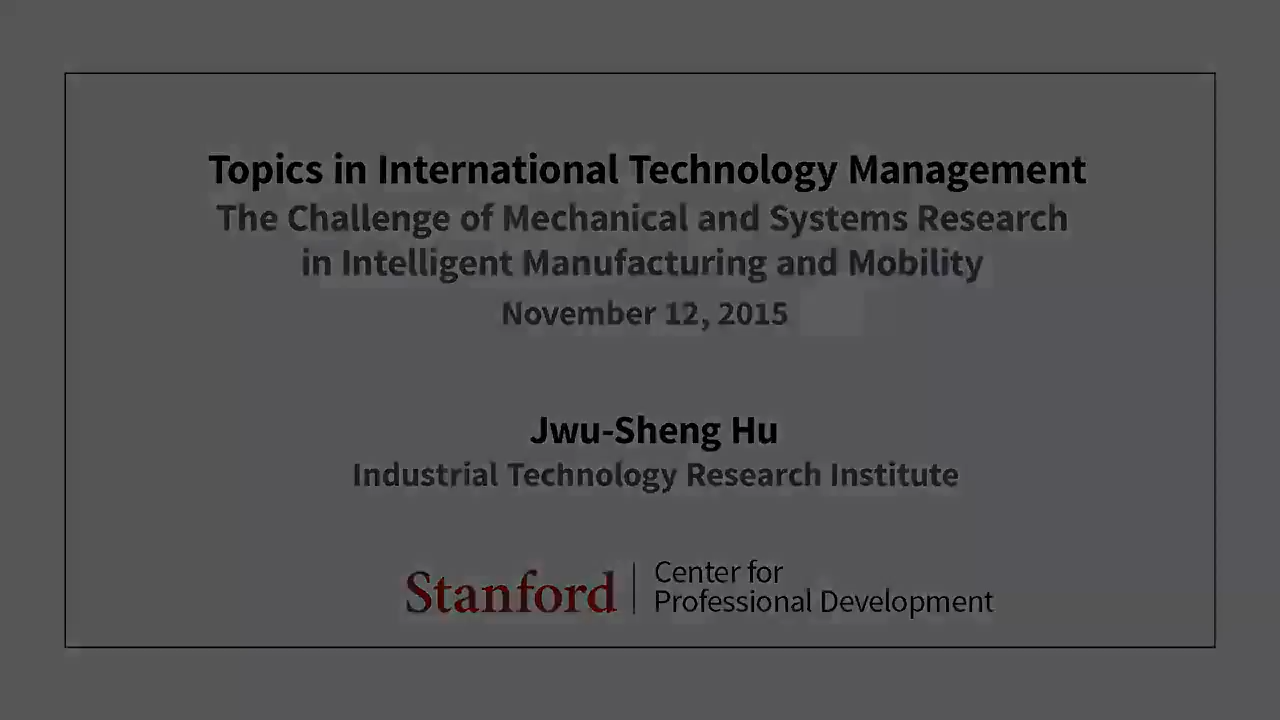 Topics in International Technology Management
The Challenge of Mechanical and Systems Research
in Intelligent Manufacturing and Mobility
November 12, 2015
Jwu-Sheng Hu
Industrial Technology Research Institute
Stanford
Center for
Professional Development